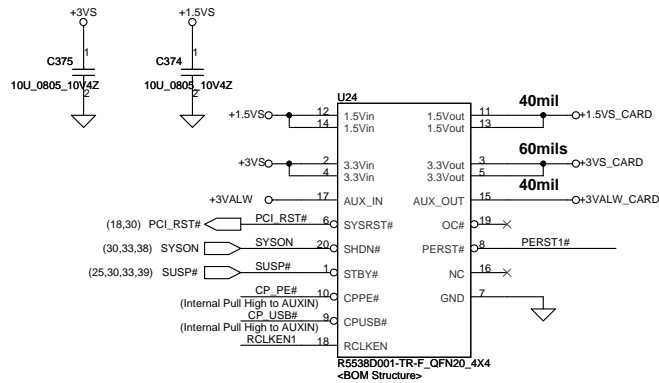 +3VS
+1.5VS
C375
1
2
10U_0805_10V4Z
C374
1
2
10U_0805_10V4Z
U24
40mil
+1.5VS 12 1.5Vin 1.5Vout 11 +1.5VS_CARD
14 1.5Vin 1.5Vout 13
60mils
+3VS 2 3.3Vin 3.3Vout 3 +3VS_CARD
4 3.3Vin 3.3Vout 5
40mil
+3VALW 17 AUX_IN AUX_OUT 15 +3VALW_CARD
(18,30) PCI_RST# PCI_RST# 6 SYSRST# OC# 19
(30,33,38) SYSON SYSON 20 SHDN# PERST# 8 PERST1#
(25,30,33,39) SUSP# SUSP# 1 STBY# NC 16
CP_PE# 10 CPPE# GND 7
(Internal Pull High to AUXIN)
CP_USB# 9 CPUSB#
(Internal Pull High to AUXIN)
RCLKEN1 18 RCLKEN
R5538D001-TR-F_QFN20_4X4
<BOM Structure>